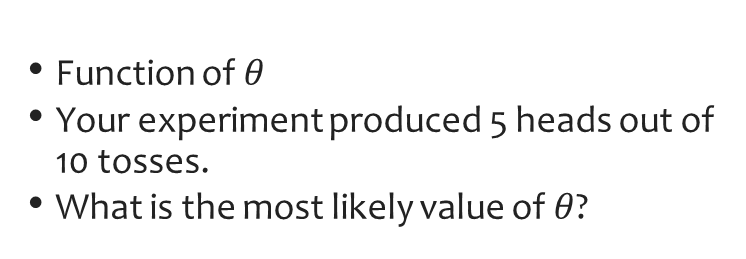 • Function of θ
• Your experiment produced 5 heads out of
10 tosses.
• What is the most likely value of θ?